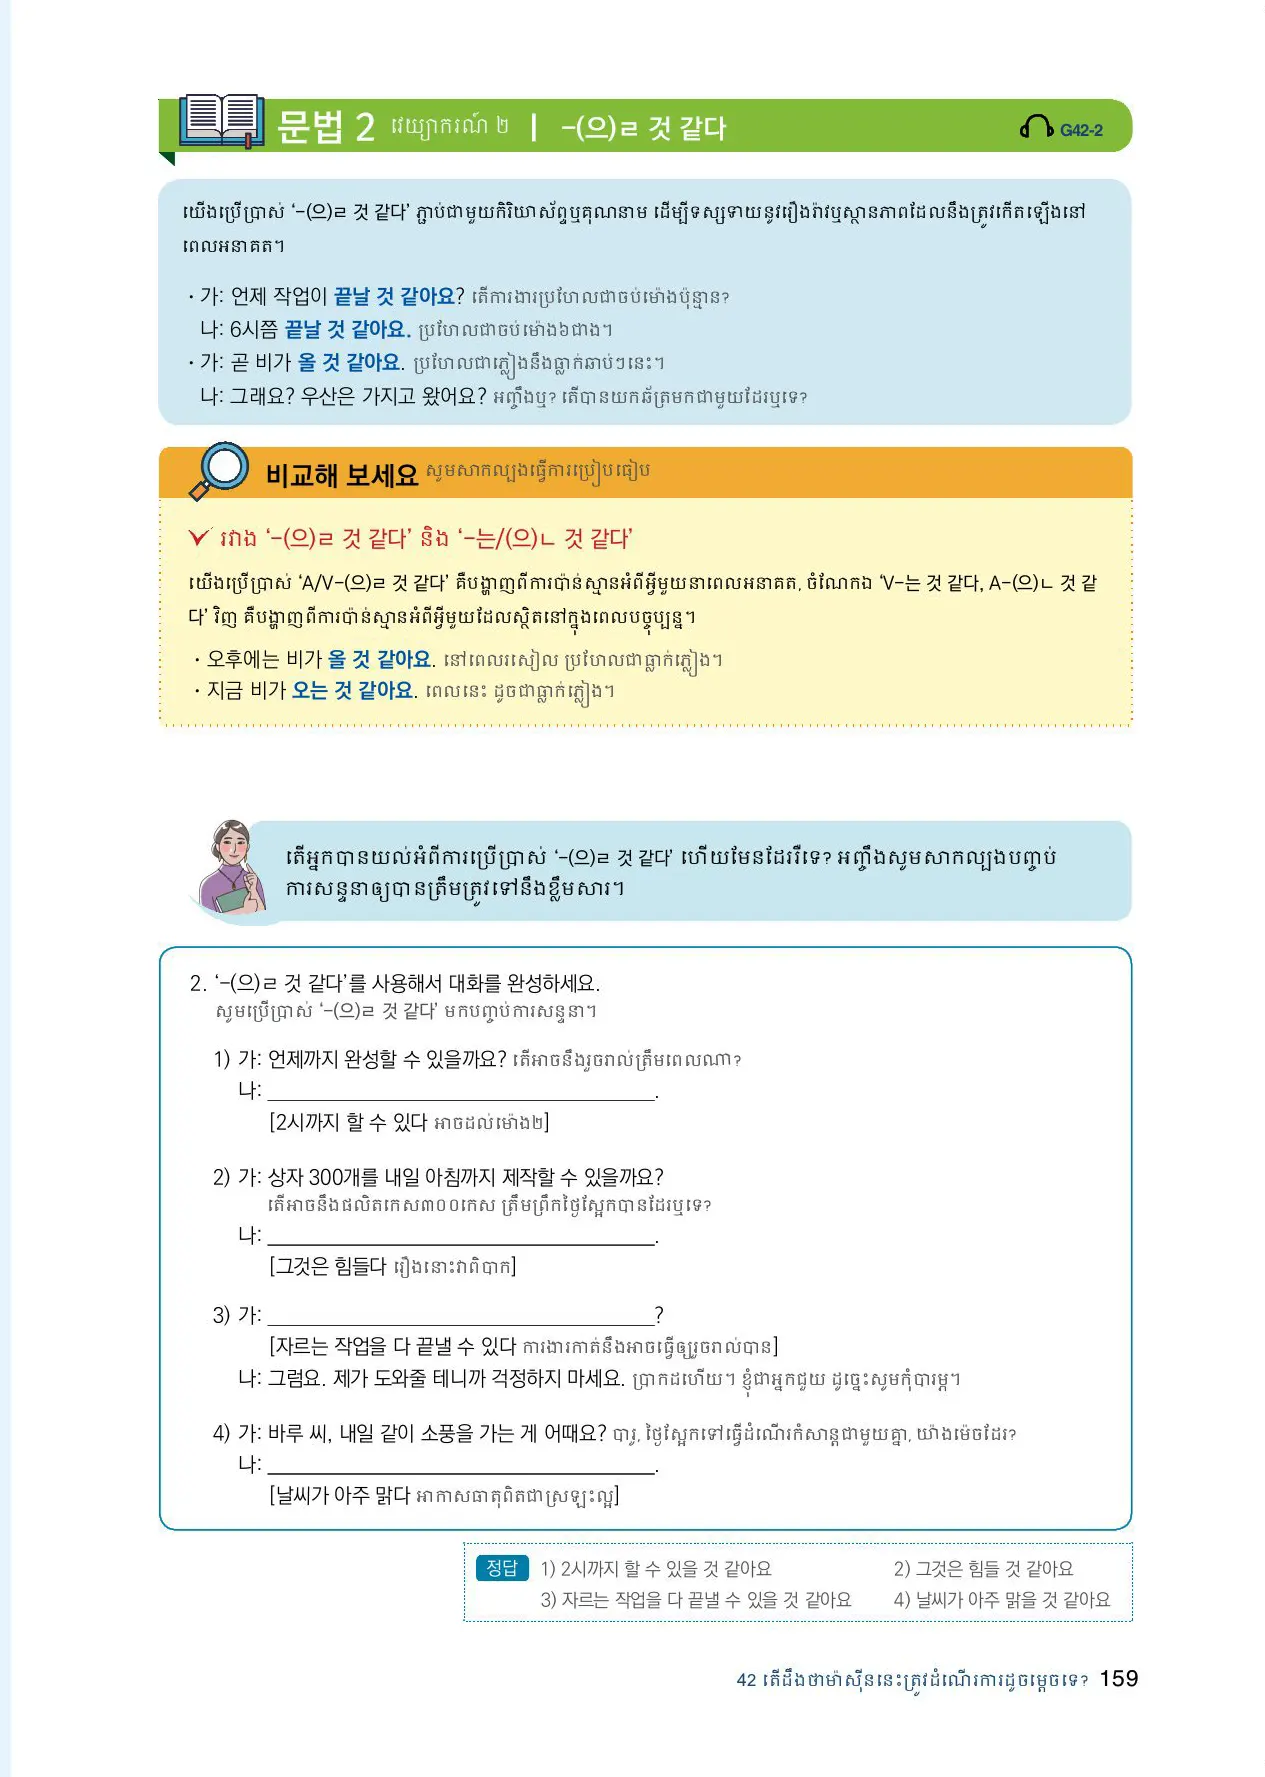 문법 2 វេយ្យាករណ៍ ២ | -(으)ㄹ 것 같다 G42-2
យើងប្រើប្រាស់ ‘-(으)ㄹ 것 같다’ ភ្ជាប់ជាមួយកិរិយាស័ព្ទឬគុណនាម ដើម្បីទស្សទាយនូវរឿងរ៉ាវឬស្ថានភាពដែលនឹងត្រូវកើតឡើងនៅ
ពេលអនាគត។
· 가: 언제 작업이 끝날 것 같아요? តើការងារប្រហែលជាចប់ម៉ោងប៉ុន្មាន?
나: 6시쯤 끝날 것 같아요. ប្រហែលជាចប់ម៉ោង៦ជាង។
· 가: 곧 비가 올 것 같아요. ប្រហែលជាភ្លៀងនឹងធ្លាក់ឆាប់ៗនេះ។
나: 그래요? 우산은 가지고 왔어요? អញ្ចឹងឬ? តើបានយកឆ័ត្រមកជាមួយដែរឬទេ?
비교해 보세요 សូមសាកល្បងធ្វើការប្រៀបធៀប
រវាង ‘-(으)ㄹ 것 같다’ និង ‘-는/(으)ㄴ 것 같다’
យើងប្រើប្រាស់ ‘A/V-(으)ㄹ 것 같다’ គឺបង្ហាញពីការប៉ាន់ស្មានអំពីអ្វីមួយនាពេលអនាគត, ចំណែកឯ ‘V-는 것 같다, A-(으)ㄴ 것 같
다’ វិញ គឺបង្ហាញពីការប៉ាន់ស្មានអំពីអ្វីមួយដែលស្ថិតនៅក្នុងពេលបច្ចុប្បន្ន។
· 오후에는 비가 올 것 같아요. នៅពេលរសៀល ប្រហែលជាធ្លាក់ភ្លៀង។
· 지금 비가 오는 것 같아요. ពេលនេះ ដូចជាធ្លាក់ភ្លៀង។
តើអ្នកបានយល់អំពីការប្រើប្រាស់ ‘-(으)ㄹ 것 같다’ ហើយមែនដែររឺទេ? អញ្ចឹងសូមសាកល្បងបញ្ចប់
ការសន្ទនាឲ្យបានត្រឹមត្រូវទៅនឹងខ្លឹមសារ។
2. ‘-(으)ㄹ 것 같다’를 사용해서 대화를 완성하세요.
សូមប្រើប្រាស់ ‘-(으)ㄹ 것 같다’ មកបញ្ចប់ការសន្ទនា។
1) 가: 언제까지 완성할 수 있을까요? តើអាចនឹងរួចរាល់ត្រឹមពេលណា?
나: ______________________________.
[2시까지 할 수 있다 អាចដល់ម៉ោង២]
2) 가: 상자 300개를 내일 아침까지 제작할 수 있을까요?
តើអាចនឹងផលិតកេស៣០០កេស ត្រឹមព្រឹកថ្ងៃស្អែកបានដែរឬទេ?
나: ______________________________.
[그것은 힘들다 រឿងនោះវាពិបាក]
3) 가: ______________________________?
[자르는 작업을 다 끝낼 수 있다 ការងារកាត់នឹងអាចធ្វើឲ្យរួចរាល់បាន]
나: 그럼요. 제가 도와줄 테니까 걱정하지 마세요. ប្រាកដហើយ។ ខ្ញុំជាអ្នកជួយ ដូច្នេះសូមកុំបារម្ភ។
4) 가: 바루 씨, 내일 같이 소풍을 가는 게 어때요? បារូ, ថ្ងៃស្អែកទៅធ្វើដំណើរកំសាន្តជាមួយគ្នា, យ៉ាងម៉េចដែរ?
나: ______________________________.
[날씨가 아주 맑다 អាកាសធាតុពិតជាស្រឡះល្អ]
정답 1) 2시까지 할 수 있을 것 같아요 2) 그것은 힘들 것 같아요
3) 자르는 작업을 다 끝낼 수 있을 것 같아요 4) 날씨가 아주 맑을 것 같아요
42 តើដឹងថាម៉ាស៊ីននេះត្រូវដំណើរការដូចម្ដេចទេ? 159